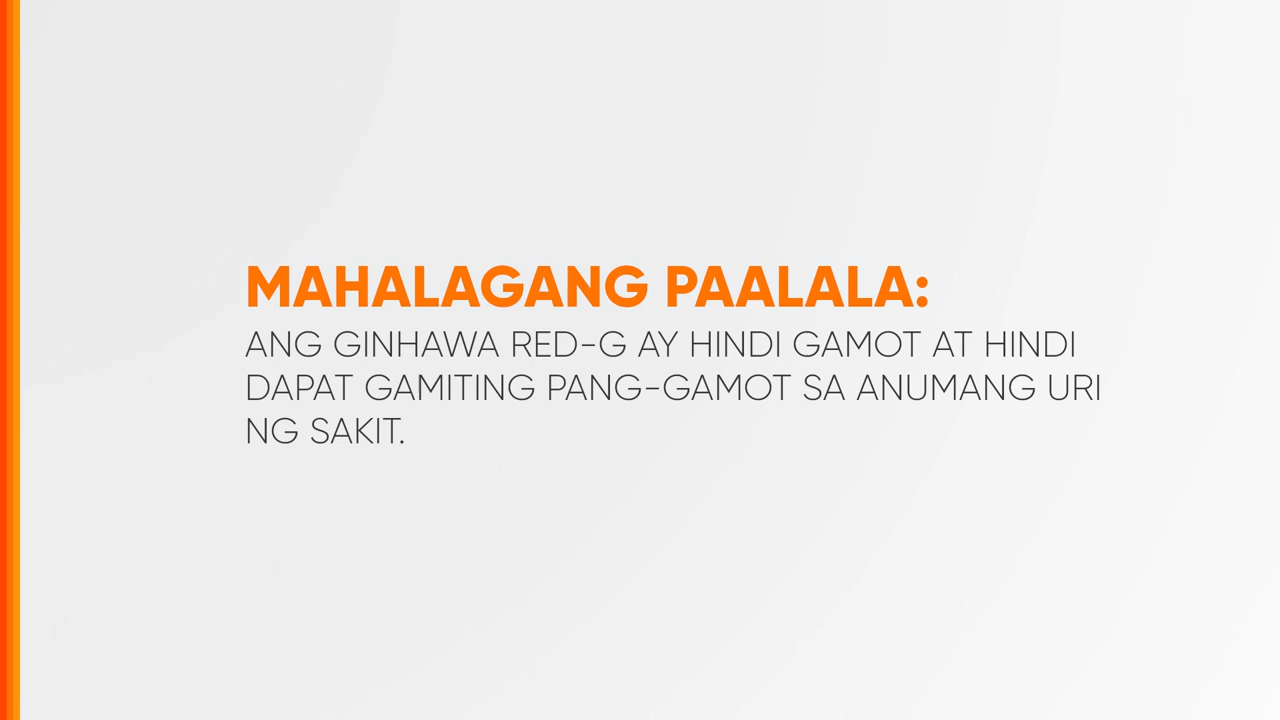 MAHALAGANG PAALALA:
ANG GINHAWA RED-G AY HINDI GAMOT AT HINDI
DAPAT GAMITING PANG-GAMOT SA ANUMANG URI
NG SAKIT.